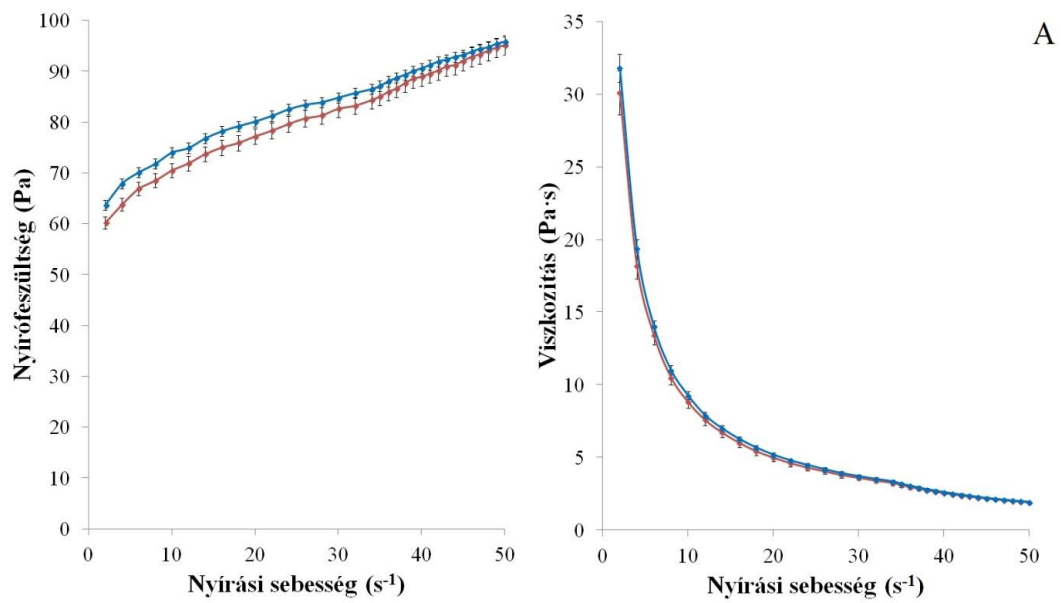 A
Nyírófeszültség (Pa)
100
90
80
70
60
50
40
30
20
10
0
0 10 20 30 40 50
Nyírási sebesség (s⁻¹)
Viszkozitás (Pa·s)
35
30
25
20
15
10
5
0
0 10 20 30 40 50
Nyírási sebesség (s⁻¹)